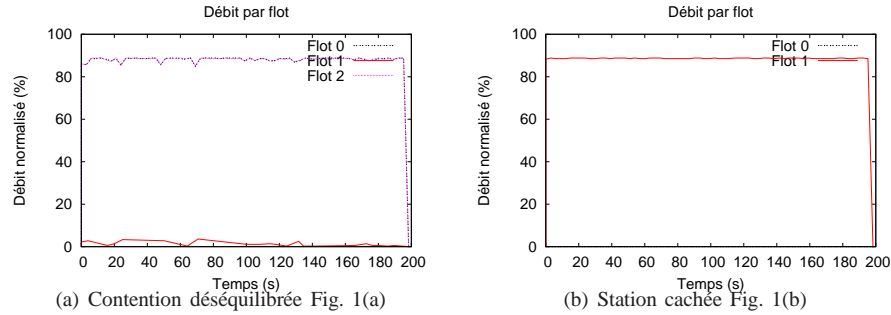 Débit par flot
100
80
60
40
20
0
0 20 40 60 80 100 120 140 160 180 200
Débit normalisé (%)
Temps (s)
Flot 0
Flot 1
Flot 2
(a) Contention déséquilibrée Fig. 1(a)
Débit par flot
100
80
60
40
20
0
0 20 40 60 80 100 120 140 160 180 200
Débit normalisé (%)
Temps (s)
Flot 0
Flot 1
(b) Station cachée Fig. 1(b)